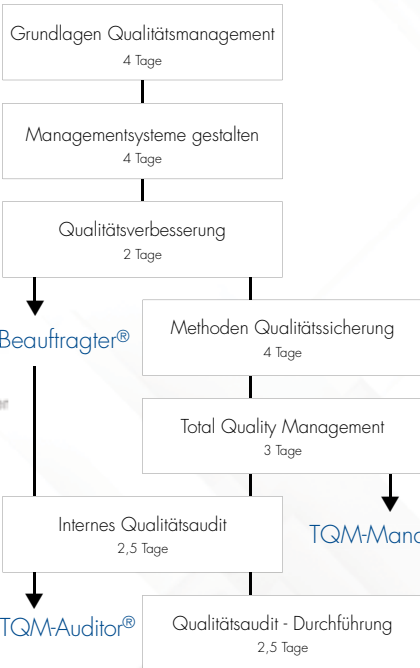 Grundlagen Qualitätsmanagement
4 Tage
Managementsysteme gestalten
4 Tage
Qualitätsverbesserung
2 Tage
Beauftragter®
Methoden Qualitätssicherung
4 Tage
Total Quality Management
3 Tage
Internes Qualitätsaudit
2,5 Tage
TQM-Auditor®
Qualitätsaudit - Durchführung
2,5 Tage